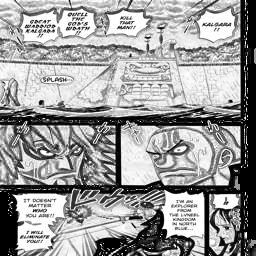 GREAT
WARRIOR
KALGARA
!!
QUELL
THE
GOD'S
WRATH
!!
KILL
THAT
MAN!!
KALGARA
!!
SPLASH
IT DOESN'T
MATTER
WHO
YOU ARE!!
I WILL
ELIMINATE
YOU!!
I'M AN
EXPLORER
FROM
THE LVNEEL
KINGDOM
IN NORTH
BLUE...